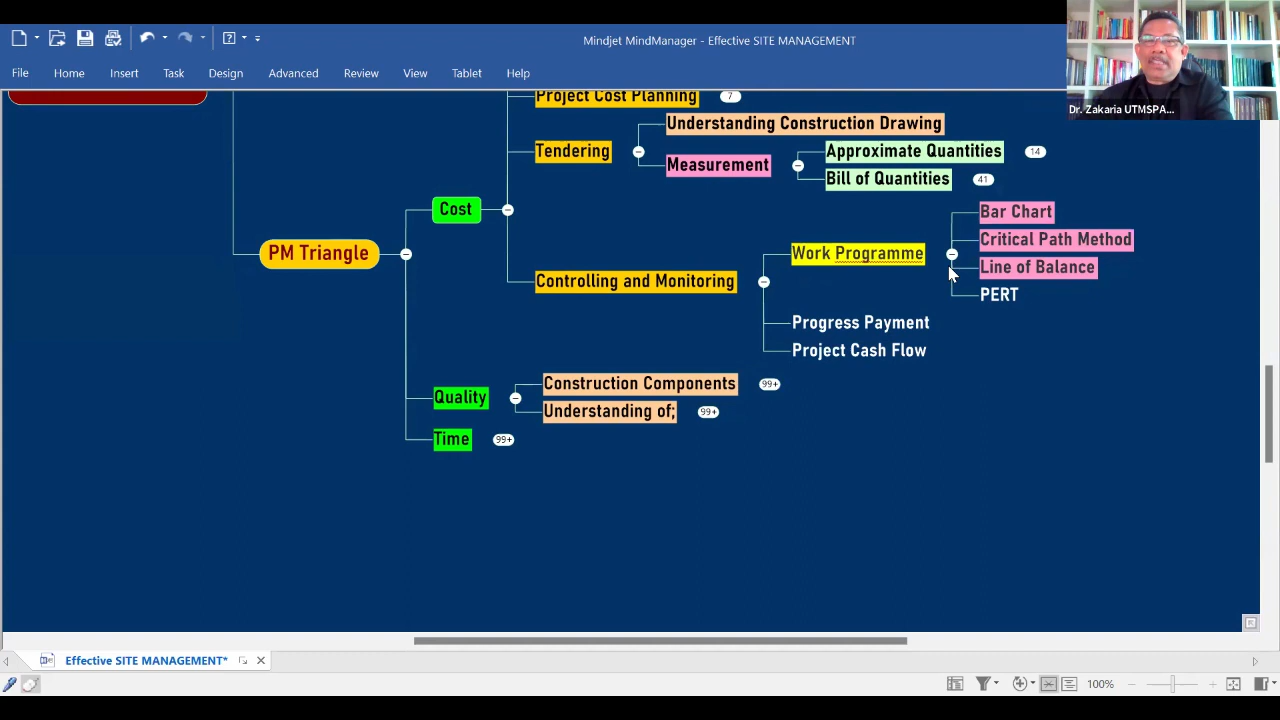 Mindjet MindManager - Effective SITE MANAGEMENT
File Home Insert Task Design Advanced Review View Tablet Help
Dr. Zakaria UTMSPA...
Project Cost Planning 7
Understanding Construction Drawing
Tendering
Measurement
Approximate Quantities 14
Bill of Quantities 41
Cost
Bar Chart
Critical Path Method
Line of Balance
PERT
PM Triangle
Work Programme
Controlling and Monitoring
Progress Payment
Project Cash Flow
Quality
Construction Components 99+
Understanding of; 99+
Time 99+
Effective SITE MANAGEMENT*
100%